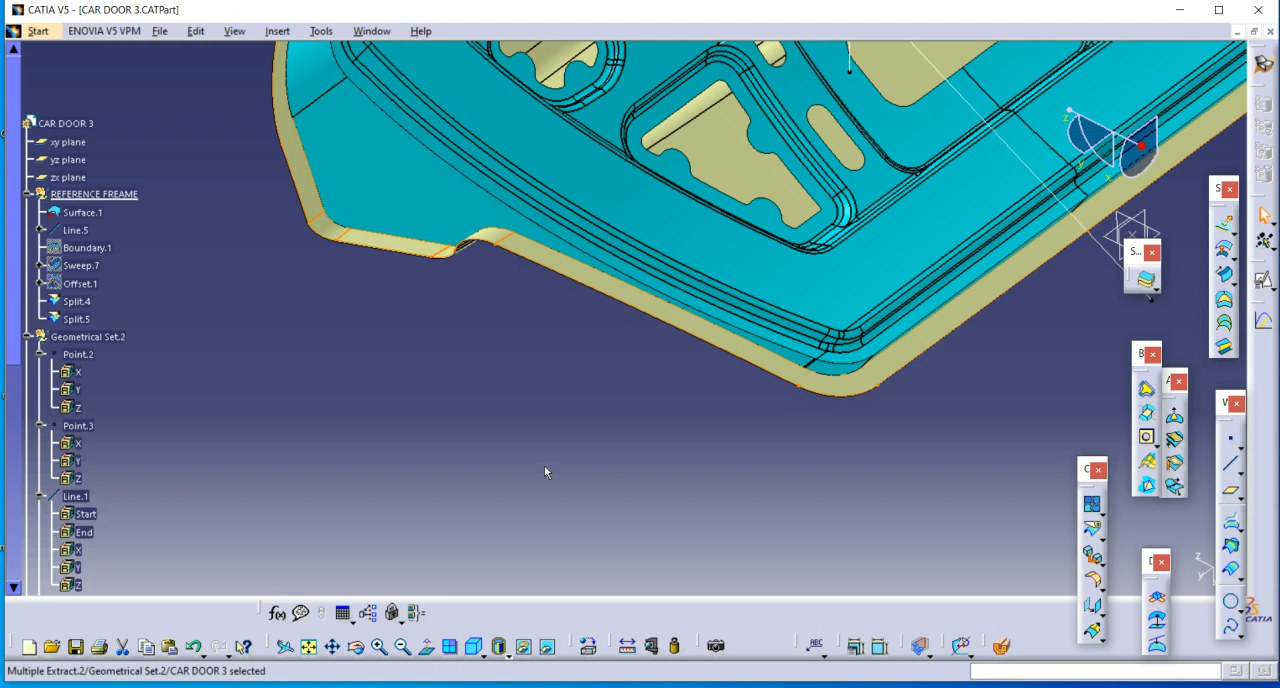 CATIA V5 - [CAR DOOR 3.CATPart]
Start ENOVIA V5 VPM File Edit View Insert Tools Window Help
CAR DOOR 3
xy plane
yz plane
zx plane
REFERENCE FREAME
Surface.1
Line.5
Boundary.1
Sweep.7
Offset.1
Split.4
Split.5
Geometrical Set.2
Point.2
X
Y
Z
Point.3
X
Y
Z
Line.1
Start
End
X
Y
Z
z
y
x
S...
S...
B
A
W
C
D
z
y
CATIA
f(x)
ABC
Multiple Extract.2/Geometrical Set.2/CAR DOOR 3 selected